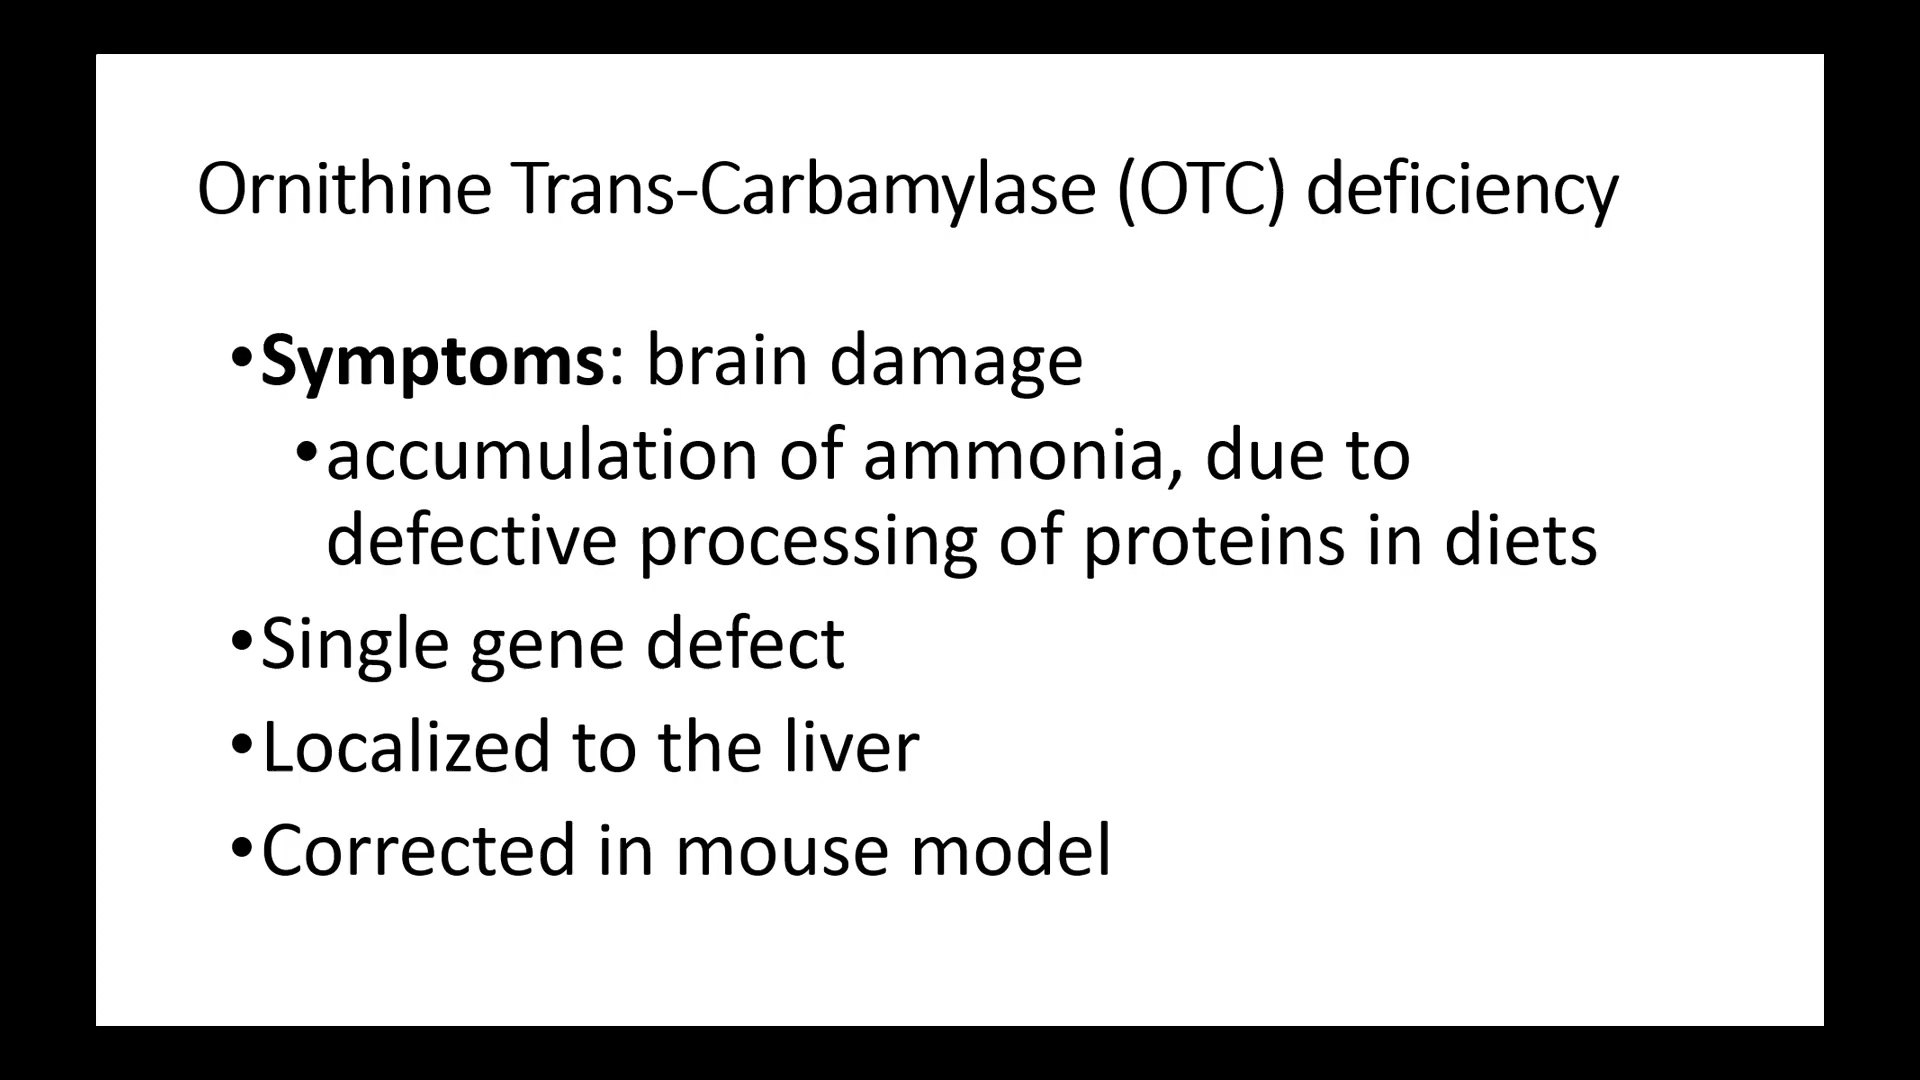 Ornithine Trans-Carbamylase (OTC) deficiency
•Symptoms: brain damage
•accumulation of ammonia, due to
defective processing of proteins in diets
•Single gene defect
•Localized to the liver
•Corrected in mouse model